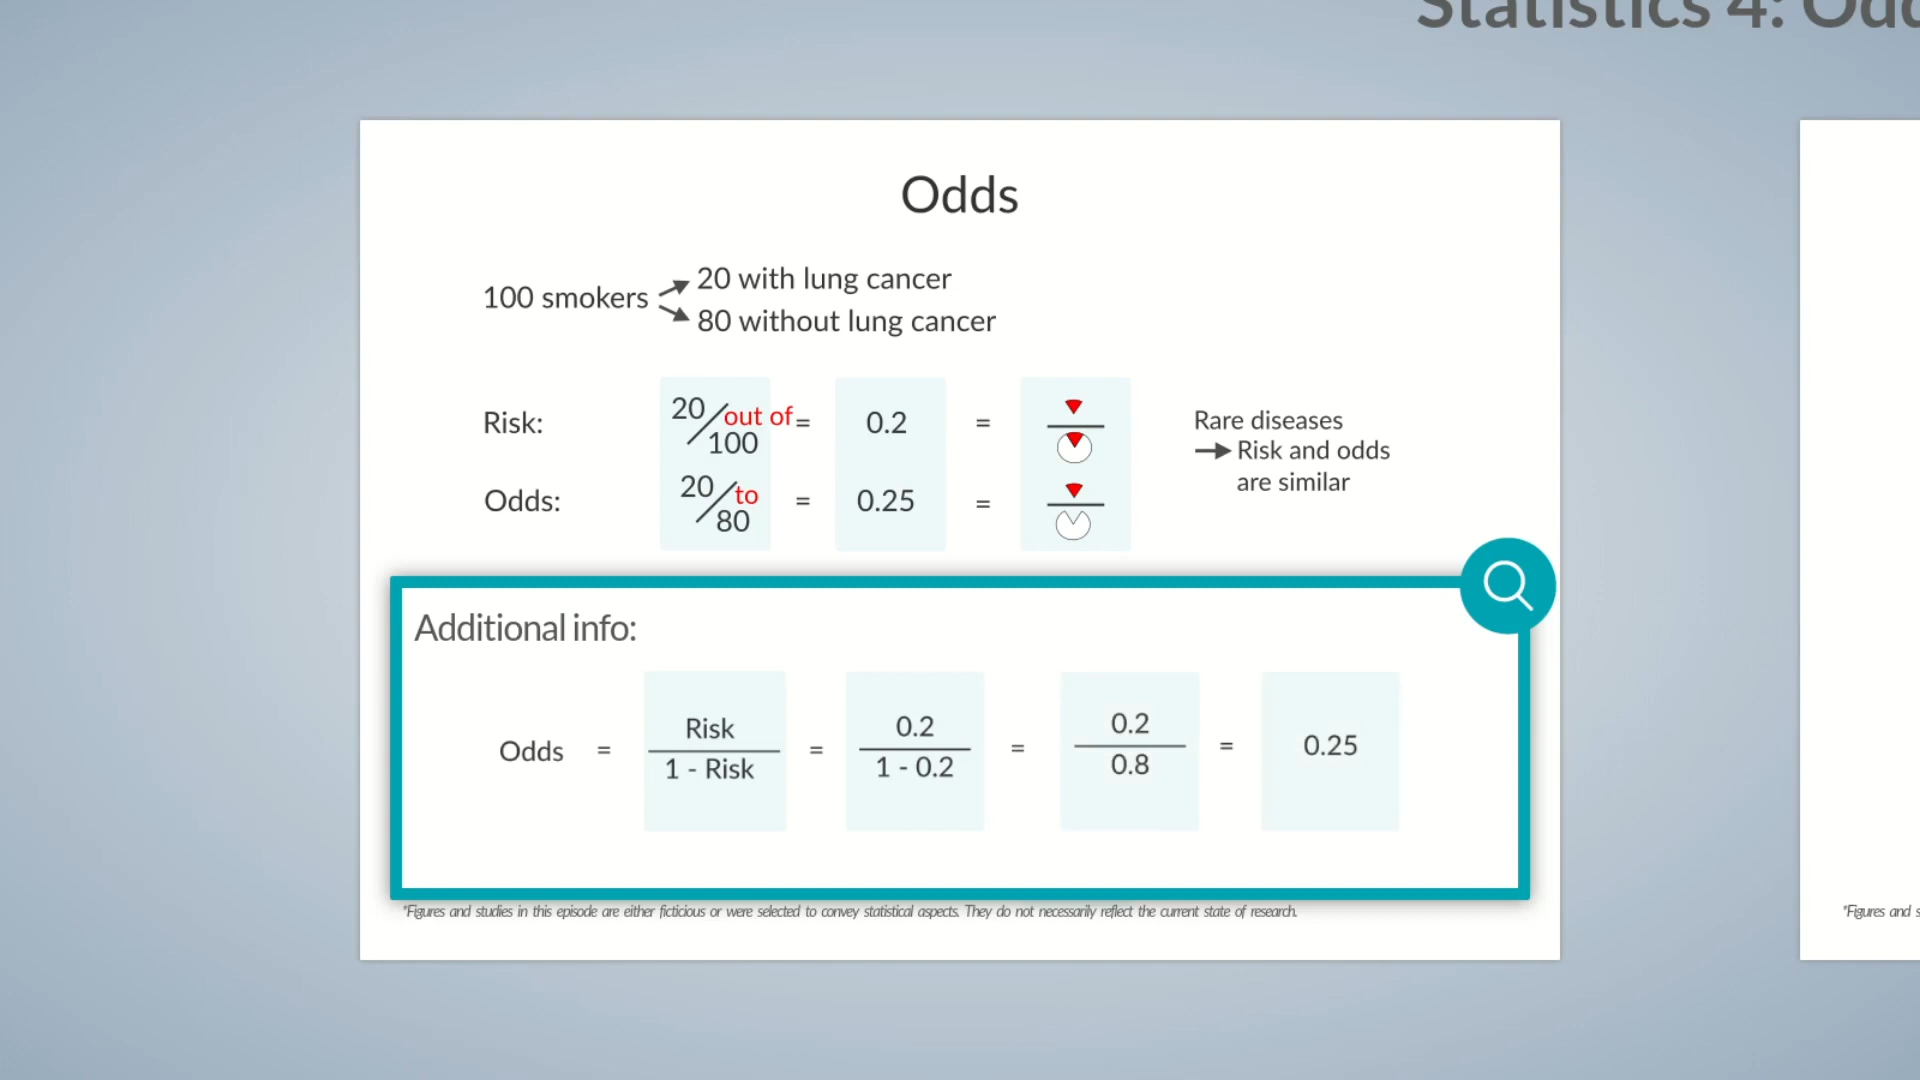 Statistics 4:
Odds
100 smokers
20 with lung cancer
80 without lung cancer
Risk:
20/100 out of = 0.2 =
Odds:
20/80 to = 0.25 =
Rare diseases
Risk and odds
are similar
Additional info:
Odds = Risk / 1 - Risk = 0.2 / 1 - 0.2 = 0.2 / 0.8 = 0.25
*Figures and studies in this episode are either ficticious or were selected to convey statistical aspects. They do not necessarily reflect the current state of research.
*Figures and